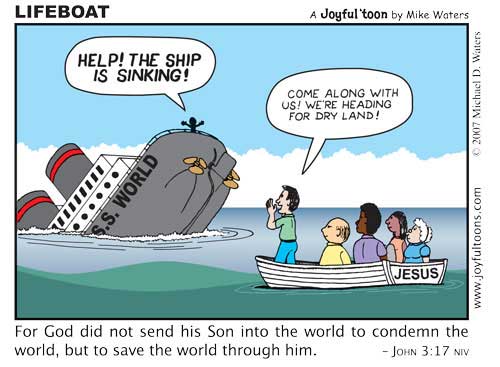 LIFEBOAT
A Joyful 'toon by Mike Waters
HELP! THE SHIP
IS SINKING!
COME ALONG WITH
US! WE'RE HEADING
FOR DRY LAND!
S.S. WORLD
JESUS
© 2007 Michael D. Waters
www.joyfultoons.com
For God did not send his Son into the world to condemn the
world, but to save the world through him. – JOHN 3:17 NIV